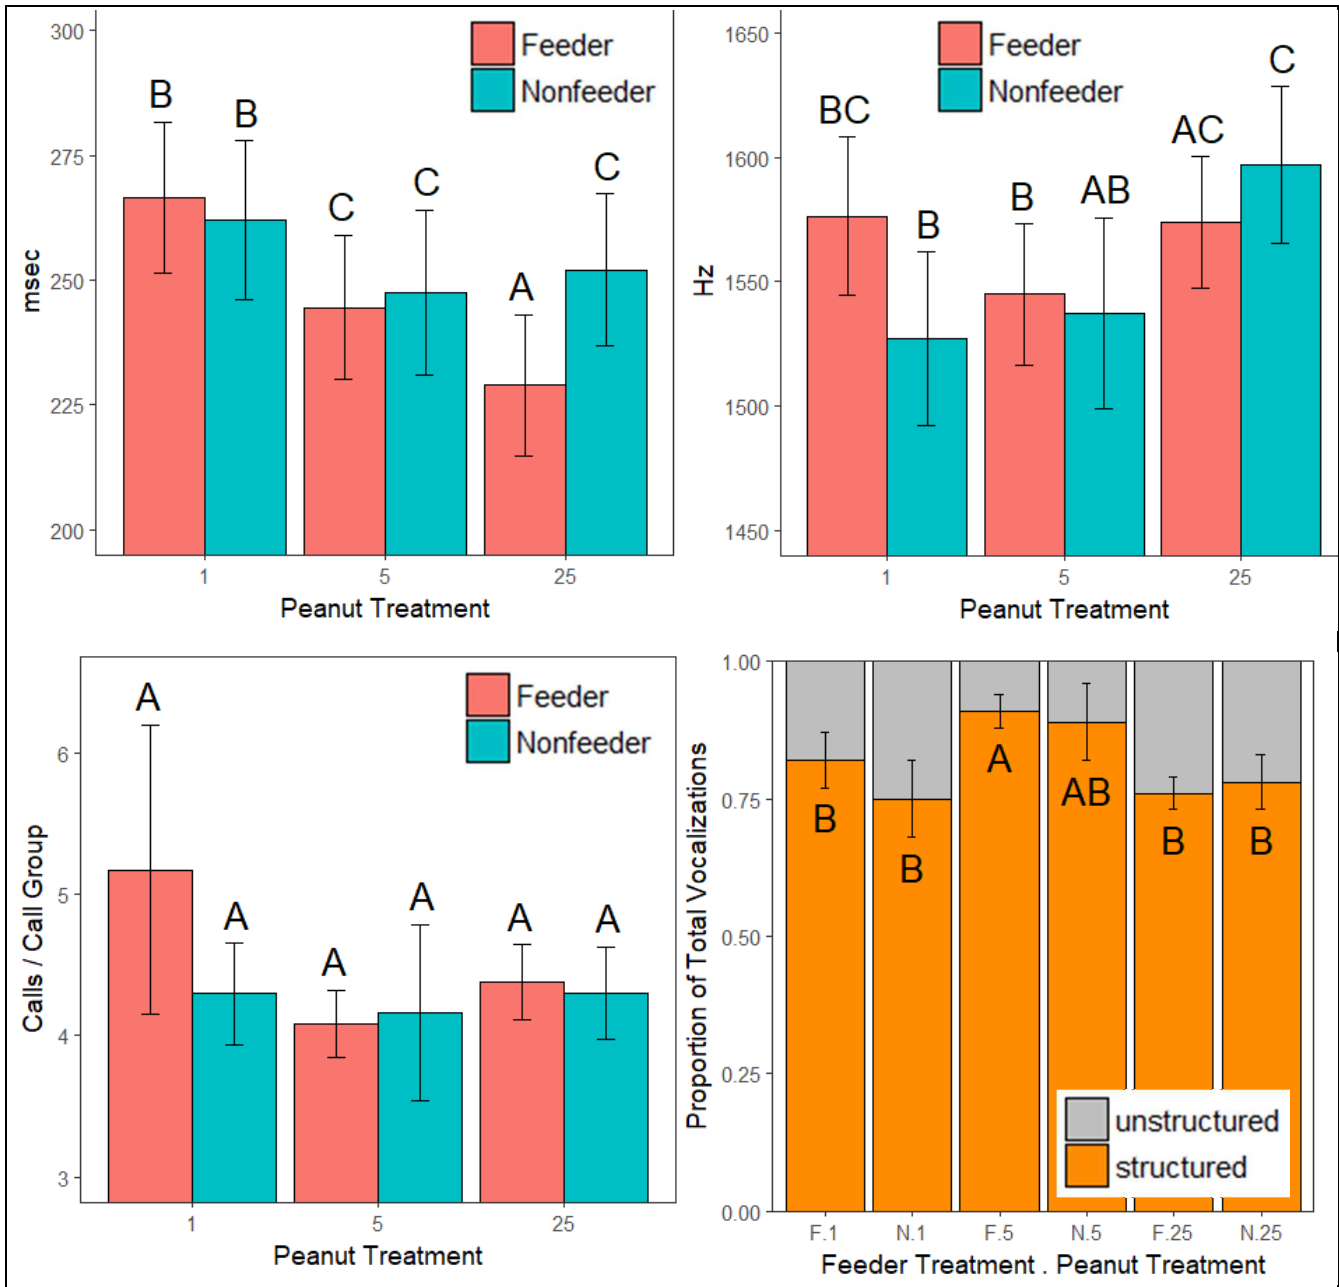 300
275
250
225
200
msec
Feeder
Nonfeeder
B
B
C
C
A
C
1
5
25
Peanut Treatment
1650
1600
1550
1500
1450
Hz
Feeder
Nonfeeder
BC
B
B
AB
AC
C
1
5
25
Peanut Treatment
6
5
4
3
Calls / Call Group
Feeder
Nonfeeder
A
A
A
A
A
A
1
5
25
Peanut Treatment
1.00
0.75
0.50
0.25
0.00
Proportion of Total Vocalizations
B
B
A
AB
B
B
unstructured
structured
F.1
N.1
F.5
N.5
F.25
N.25
Feeder Treatment . Peanut Treatment